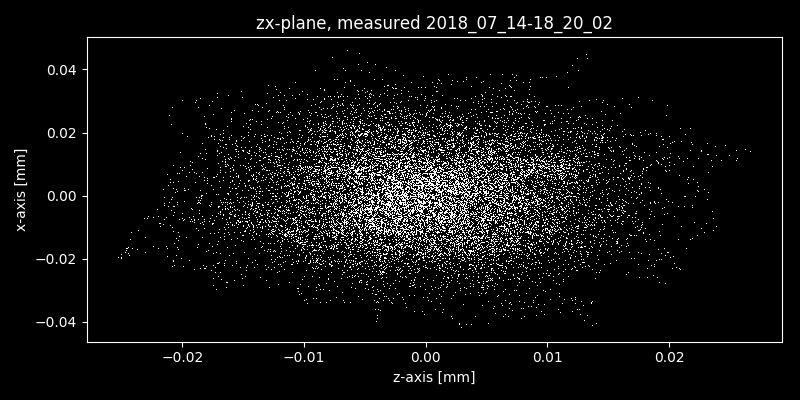 zx-plane, measured 2018_07_14-18_20_02
0.04
0.02
0.00
−0.02
−0.04
x-axis [mm]
−0.02 −0.01 0.00 0.01 0.02
z-axis [mm]